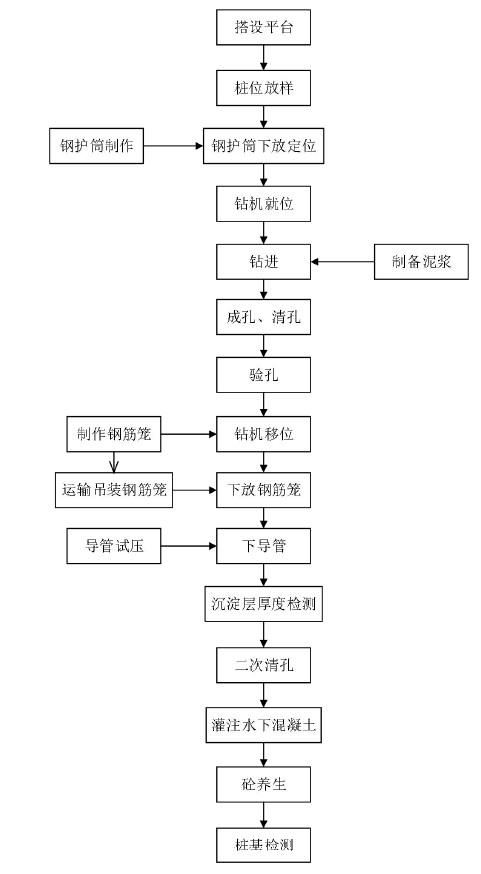 搭设平台
桩位放样
钢护筒制作
钢护筒下放定位
钻机就位
钻进
制备泥浆
成孔、清孔
验孔
制作钢筋笼
钻机移位
运输吊装钢筋笼
下放钢筋笼
导管试压
下导管
沉淀层厚度检测
二次清孔
灌注水下混凝土
砼养生
桩基检测